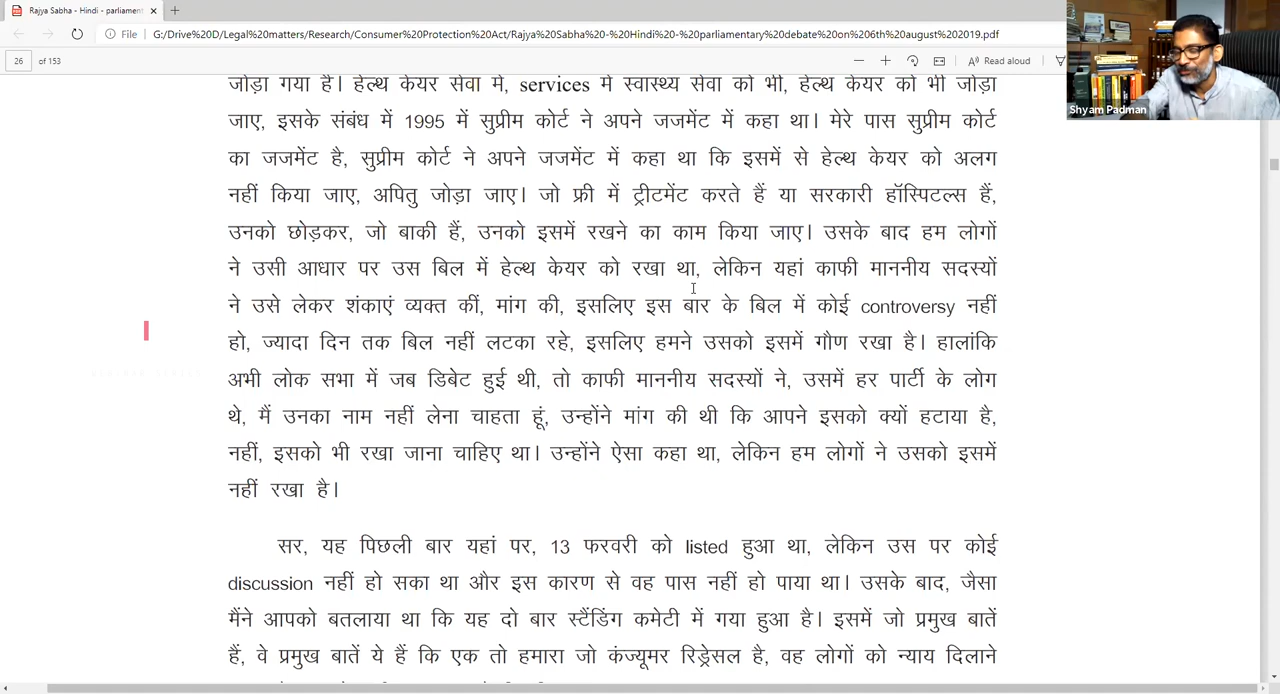 Rajya Sabha - Hindi - parliament
File
G:/Drive%20D/Legal%20matters/Research/Consumer%20Protection%20Act/Rajya%20Sabha%20-%20Hindi%20-%20parliamentary%20debate%20on%206th%20august%202019.pdf
26 of 153
Read aloud
Shyam Padman
जोड़ा गया है। हेल्थ केयर सेवा में, services में स्वास्थ्य सेवा को भी, हेल्थ केयर को भी जोड़ा
जाए, इसके संबंध में 1995 में सुप्रीम कोर्ट ने अपने जजमेंट में कहा था। मेरे पास सुप्रीम कोर्ट
का जजमेंट है, सुप्रीम कोर्ट ने अपने जजमेंट में कहा था कि इसमें से हेल्थ केयर को अलग
नहीं किया जाए, अपितु जोड़ा जाए। जो फ्री में ट्रीटमेंट करते हैं या सरकारी हॉस्पिटल्स हैं,
उनको छोड़कर, जो बाकी हैं, उनको इसमें रखने का काम किया जाए। उसके बाद हम लोगों
ने उसी आधार पर उस बिल में हेल्थ केयर को रखा था, लेकिन यहां काफी माननीय सदस्यों
ने उसे लेकर शंकाएं व्यक्त कीं, मांग की, इसलिए इस बार के बिल में कोई controversy नहीं
हो, ज्यादा दिन तक बिल नहीं लटका रहे, इसलिए हमने उसको इसमें गौण रखा है। हालांकि
अभी लोक सभा में जब डिबेट हुई थी, तो काफी माननीय सदस्यों ने, उसमें हर पार्टी के लोग
थे, मैं उनका नाम नहीं लेना चाहता हूं, उन्होंने मांग की थी कि आपने इसको क्यों हटाया है,
नहीं, इसको भी रखा जाना चाहिए था। उन्होंने ऐसा कहा था, लेकिन हम लोगों ने उसको इसमें
नहीं रखा है।
सर, यह पिछली बार यहां पर, 13 फरवरी को listed हुआ था, लेकिन उस पर कोई
discussion नहीं हो सका था और इस कारण से वह पास नहीं हो पाया था। उसके बाद, जैसा
मैंने आपको बतलाया था कि यह दो बार स्टैंडिंग कमेटी में गया हुआ है। इसमें जो प्रमुख बातें
हैं, वे प्रमुख बातें ये हैं कि एक तो हमारा जो कंज्यूमर रिड्रेसल है, वह लोगों को न्याय दिलाने